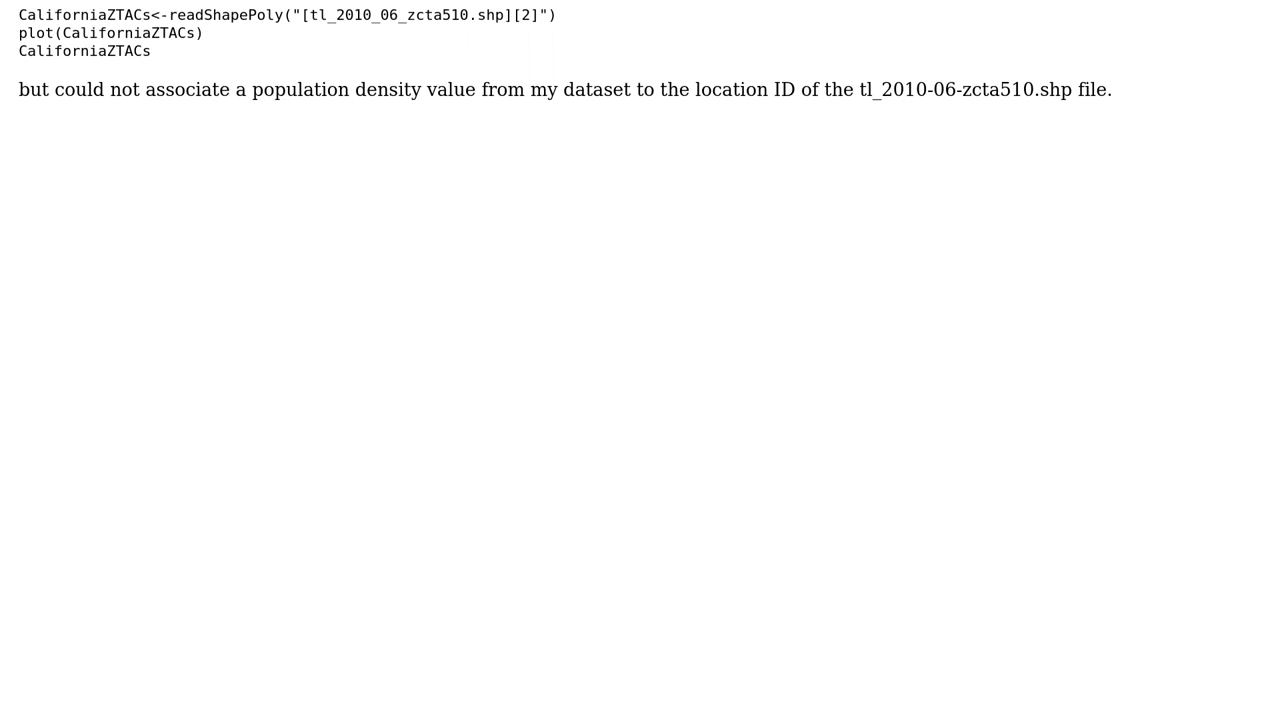 CaliforniaZTACs<-readShapePoly("[tl_2010_06_zcta510.shp][2]")
plot(CaliforniaZTACs)
CaliforniaZTACs
but could not associate a population density value from my dataset to the location ID of the tl_2010-06-zcta510.shp file.